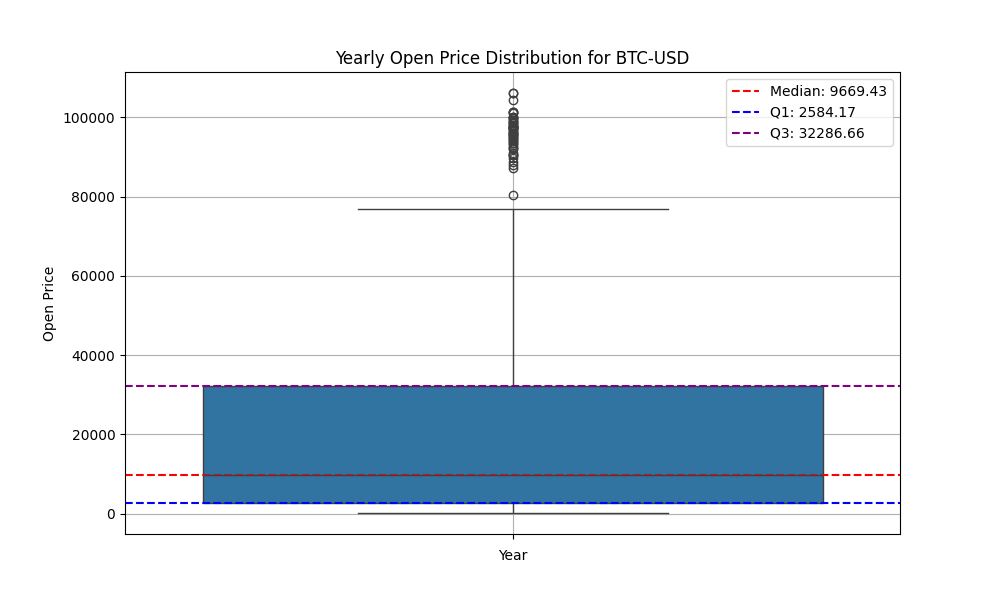 Yearly Open Price Distribution for BTC-USD
Median: 9669.43
Q1: 2584.17
Q3: 32286.66
100000
80000
60000
40000
20000
0
Open Price
Year